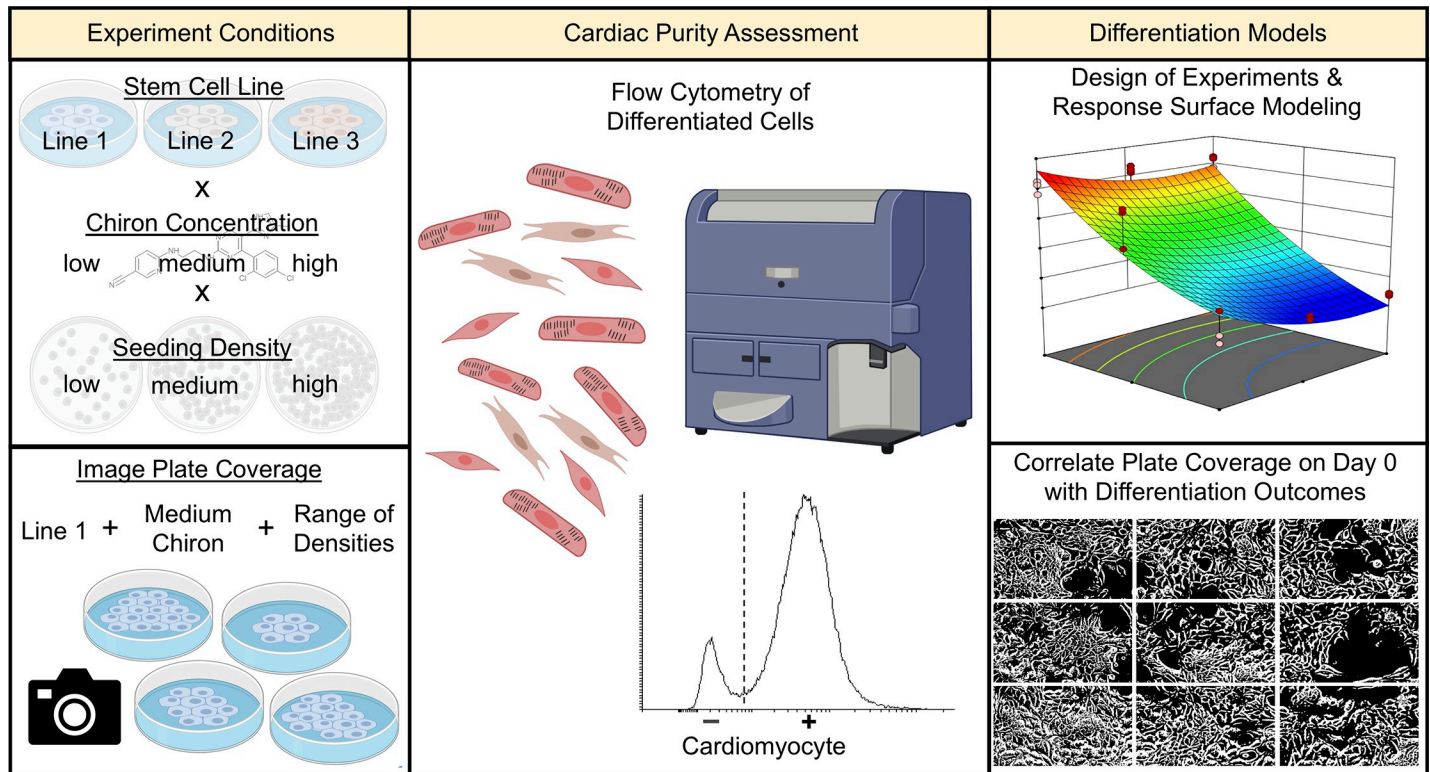 Experiment Conditions
Stem Cell Line
Line 1 Line 2 Line 3
x
Chiron Concentration
low medium high
x
Seeding Density
low medium high
Image Plate Coverage
Line 1 + Medium Chiron + Range of Densities
Cardiac Purity Assessment
Flow Cytometry of
Differentiated Cells
− +
Cardiomyocyte
Differentiation Models
Design of Experiments &
Response Surface Modeling
Correlate Plate Coverage on Day 0
with Differentiation Outcomes